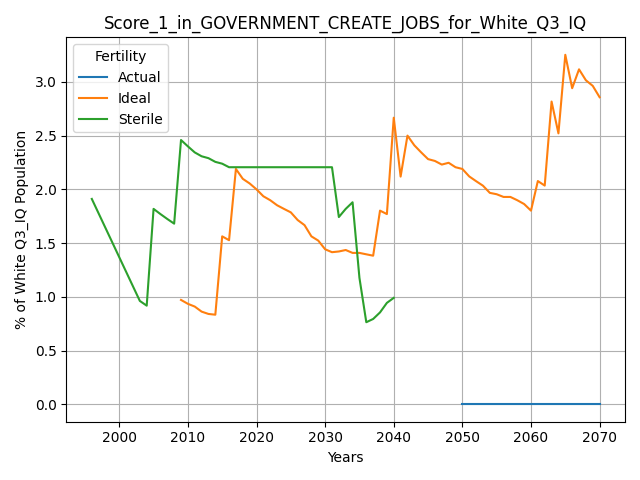 Score_1_in_GOVERNMENT_CREATE_JOBS_for_White_Q3_IQ
Fertility
Actual
Ideal
Sterile
% of White Q3_IQ Population
3.0
2.5
2.0
1.5
1.0
0.5
0.0
2000 2010 2020 2030 2040 2050 2060 2070
Years